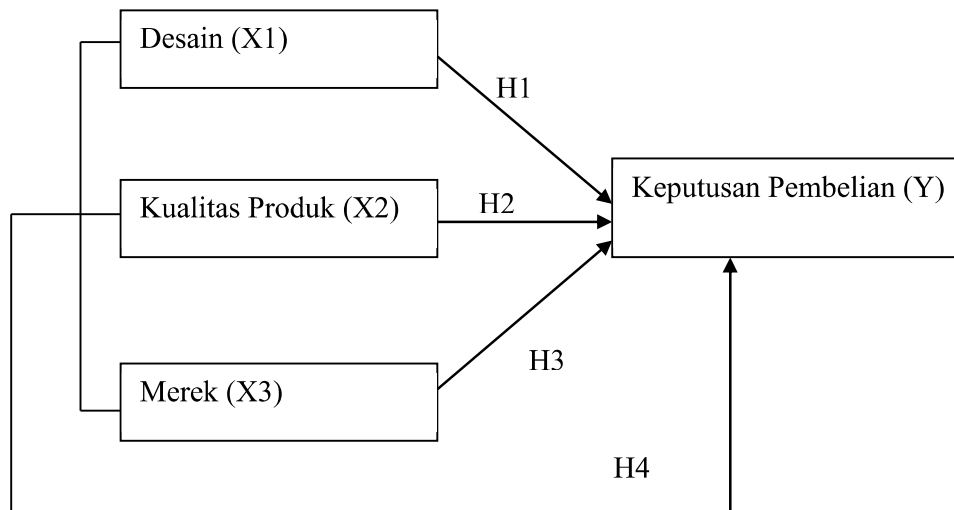 Desain (X1)
H1
Keputusan Pembelian (Y)
Kualitas Produk (X2)
H2
H3
Merek (X3)
H4